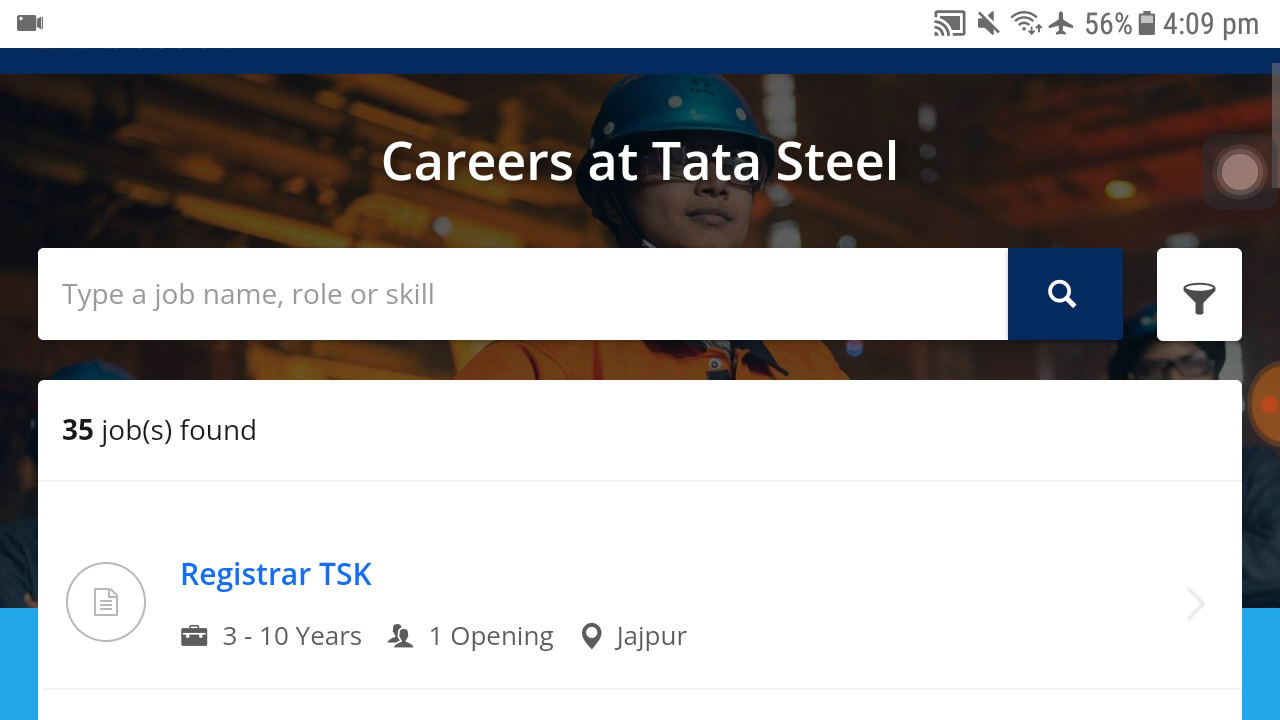 56% 4:09 pm
Careers at Tata Steel
Type a job name, role or skill
35 job(s) found
Registrar TSK
3 - 10 Years 1 Opening Jajpur